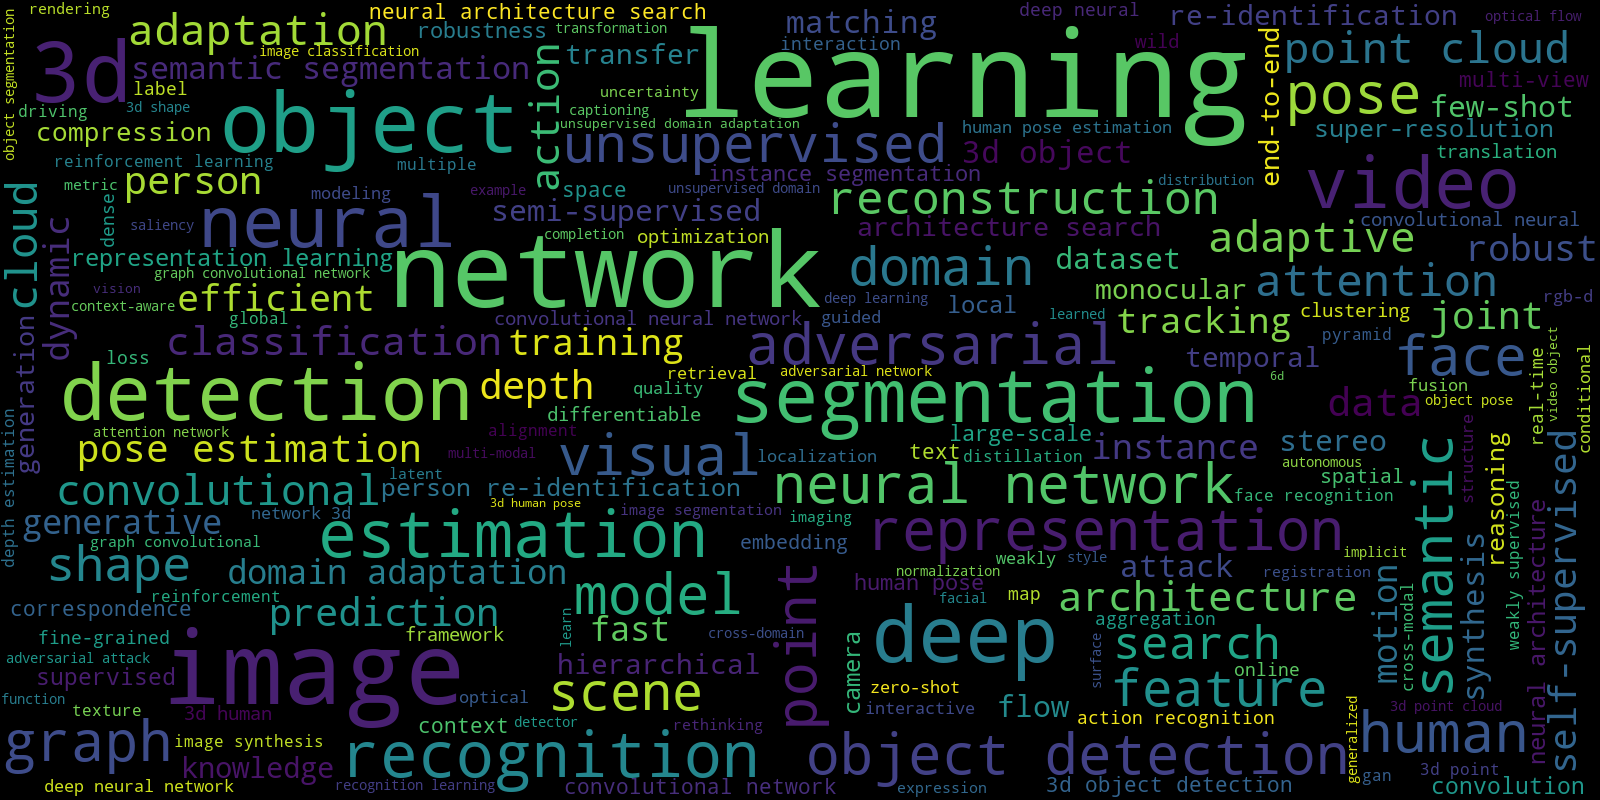 rendering
neural architecture search
deep neural
re-identification
optical flow
object segmentation
adaptation
robustness
transformation
matching
interaction
learning
wild
end-to-end
point cloud
3d
image classification
semantic segmentation
action
transfer
multi-view
label
uncertainty
pose
few-shot
driving
3d shape
object
captioning
compression
unsupervised domain adaptation
unsupervised
human pose estimation
super-resolution
reinforcement learning
multiple
3d object
translation
instance segmentation
video
metric
person
modeling
example
space
unsupervised domain
distribution
cloud
dense
saliency
neural
semi-supervised
reconstruction
convolutional neural
dynamic
completion
optimization
architecture search
adaptive
robust
representation learning
network
domain
dataset
graph convolutional network
attention
vision
efficient
deep learning
local
monocular
rgb-d
context-aware
global
convolutional neural network
guided
learned
tracking
clustering
joint
generation
classification
training
adversarial
temporal
pyramid
face
loss
retrieval
adversarial network
6d
real-time
video object
conditional
detection
depth
quality
segmentation
fusion
data
object pose
differentiable
depth estimation
attention network
alignment
large-scale
pose estimation
multi-modal
visual
localization
text
distillation
instance
stereo
autonomous
semantic
structure
reasoning
self-supervised
convolutional
latent
person re-identification
neural network
spatial
face recognition
3d human pose
generative
network 3d
image segmentation
imaging
representation
estimation
graph convolutional
embedding
implicit
shape
domain adaptation
weakly
style
attack
registration
normalization
human pose
model
point
reinforcement
correspondence
prediction
facial
map
architecture
motion
cross-modal
synthesis
weakly supervised
neural architecture
fine-grained
framework
learn
fast
cross-domain
deep
aggregation
search
adversarial attack
image
hierarchical
camera
surface
online
supervised
zero-shot
function
optical
scene
interactive
flow
feature
texture
3d human
context
detector
rethinking
action recognition
3d point cloud
graph
image synthesis
recognition
object detection
generalized
human
knowledge
gan
3d point
deep neural network
recognition learning
convolutional network
expression
3d object detection
convolution